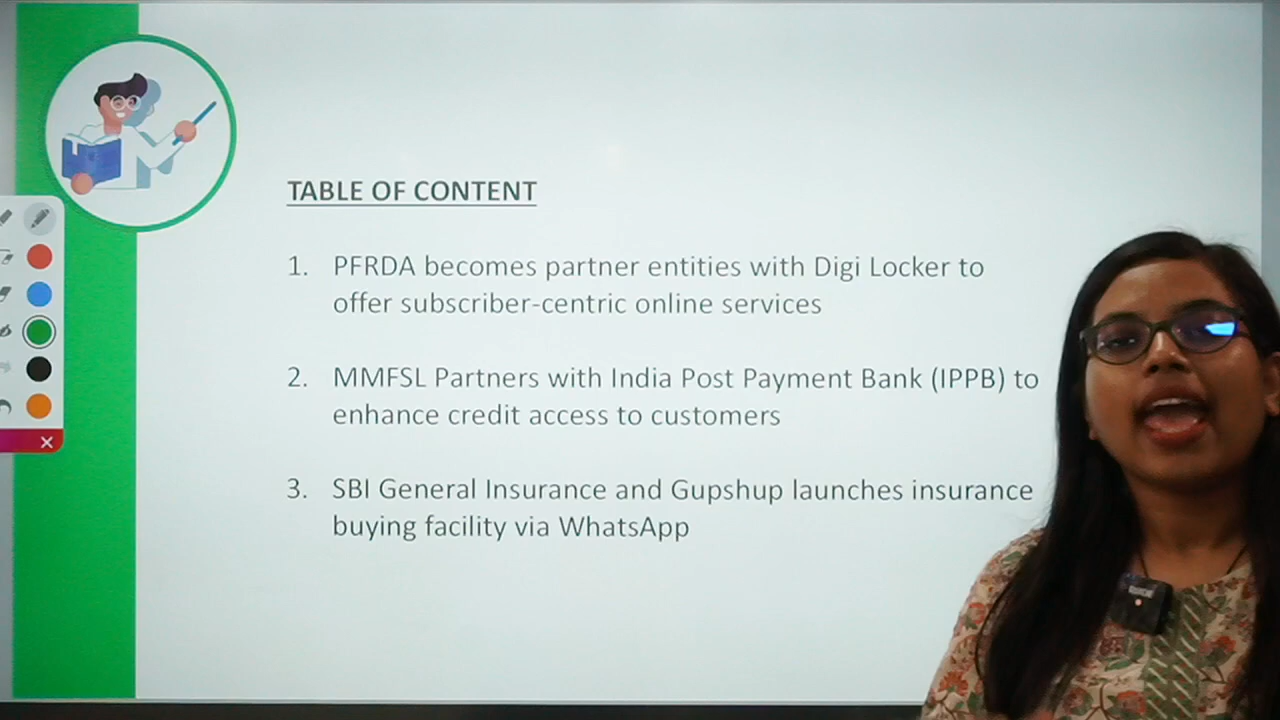 TABLE OF CONTENT
1. PFRDA becomes partner entities with Digi Locker to
offer subscriber-centric online services
2. MMFSL Partners with India Post Payment Bank (IPPB) to
enhance credit access to customers
3. SBI General Insurance and Gupshup launches insurance
buying facility via WhatsApp